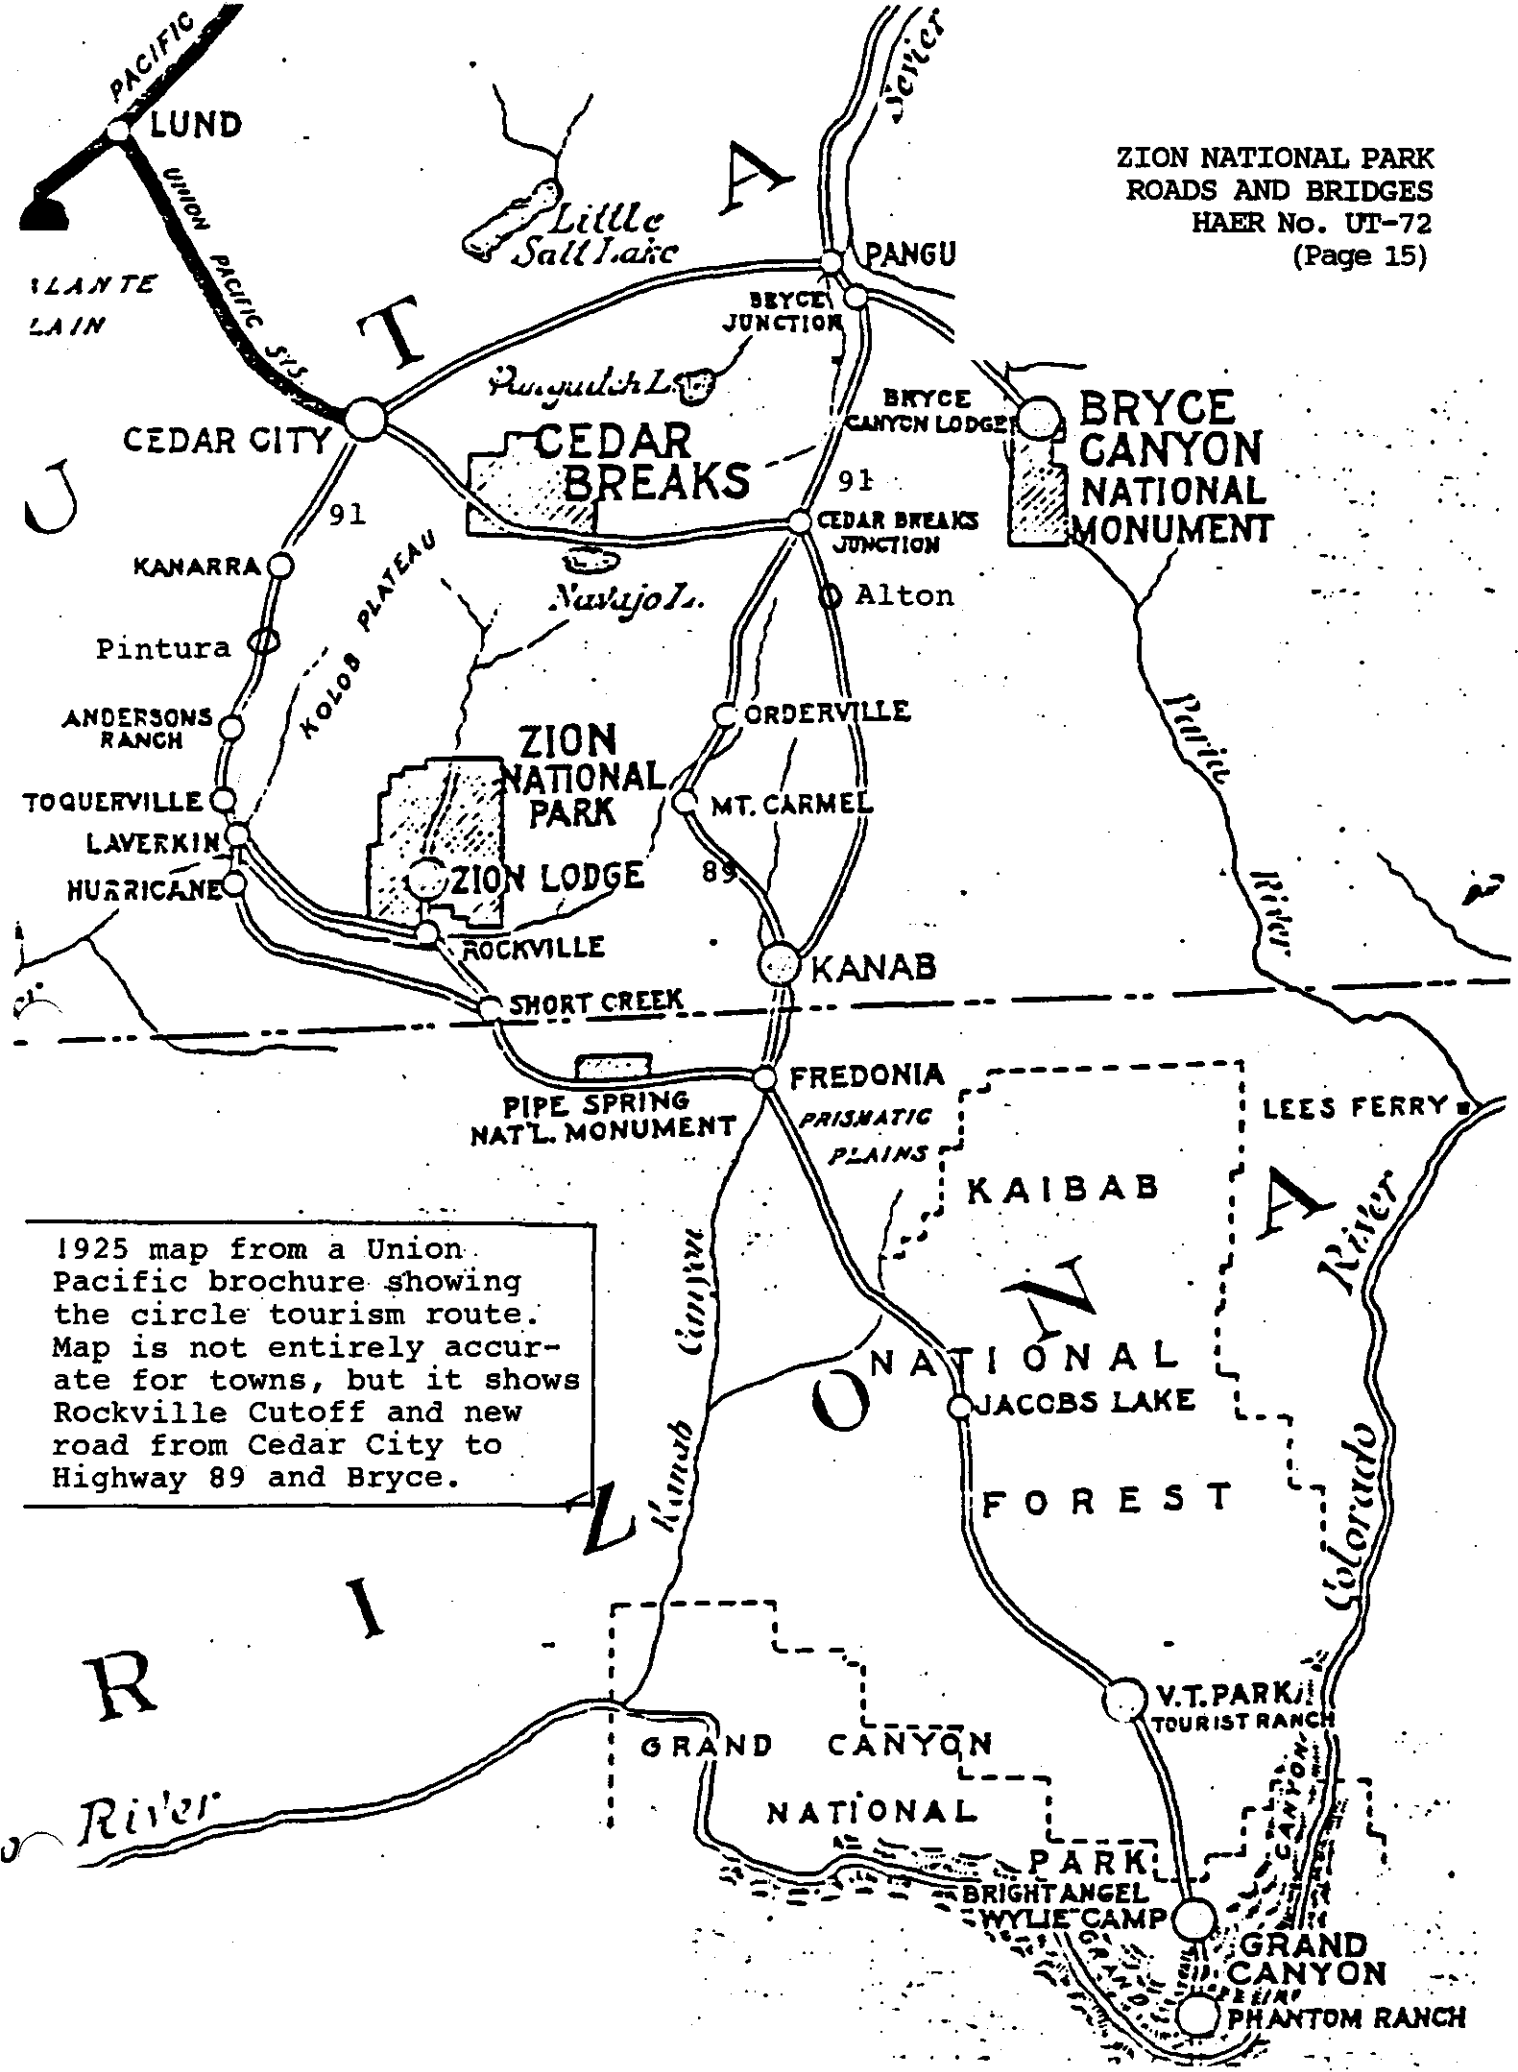 PACIFIC
LUND
UNION PACIFIC SYS.
Sevier
ZION NATIONAL PARK
ROADS AND BRIDGES
HAER No. UT-72
(Page 15)
U
T
A
Little
Salt Lake
LANTE
LAIN
PANGU
BRYCE
JUNCTION
CEDAR CITY
CEDAR
BREAKS
BRYCE
CANYON LODGE
BRYCE
CANYON
NATIONAL
MONUMENT
91
91
CEDAR BREAKS
JUNCTION
KANARRA
KOLOB PLATEAU
Navajo L.
Alton
Pintura
ANDERSONS
RANCH
ORDERVILLE
Paria
River
ZION
NATIONAL
PARK
TOQUERVILLE
MT. CARMEL
LAVERKIN
HURRICANE
ZION LODGE
89
ROCKVILLE
KANAB
SHORT CREEK
FREDONIA
PIPE SPRING
NAT'L. MONUMENT
PRISMATIC
PLAINS
LEES FERRY
KAIBAB
NATIONAL
FOREST
A
R
I
Z
O
N
A
River
Colorado
Kanab
Canyon
1925 map from a Union
Pacific brochure showing
the circle tourism route.
Map is not entirely accur-
ate for towns, but it shows
Rockville Cutoff and new
road from Cedar City to
Highway 89 and Bryce.
JACOBS LAKE
V.T. PARK
TOURIST RANCH
River
GRAND CANYON
NATIONAL
PARK
CANYON
BRIGHT ANGEL
WYLIE CAMP
GRAND
GRAND
CANYON
PHANTOM RANCH